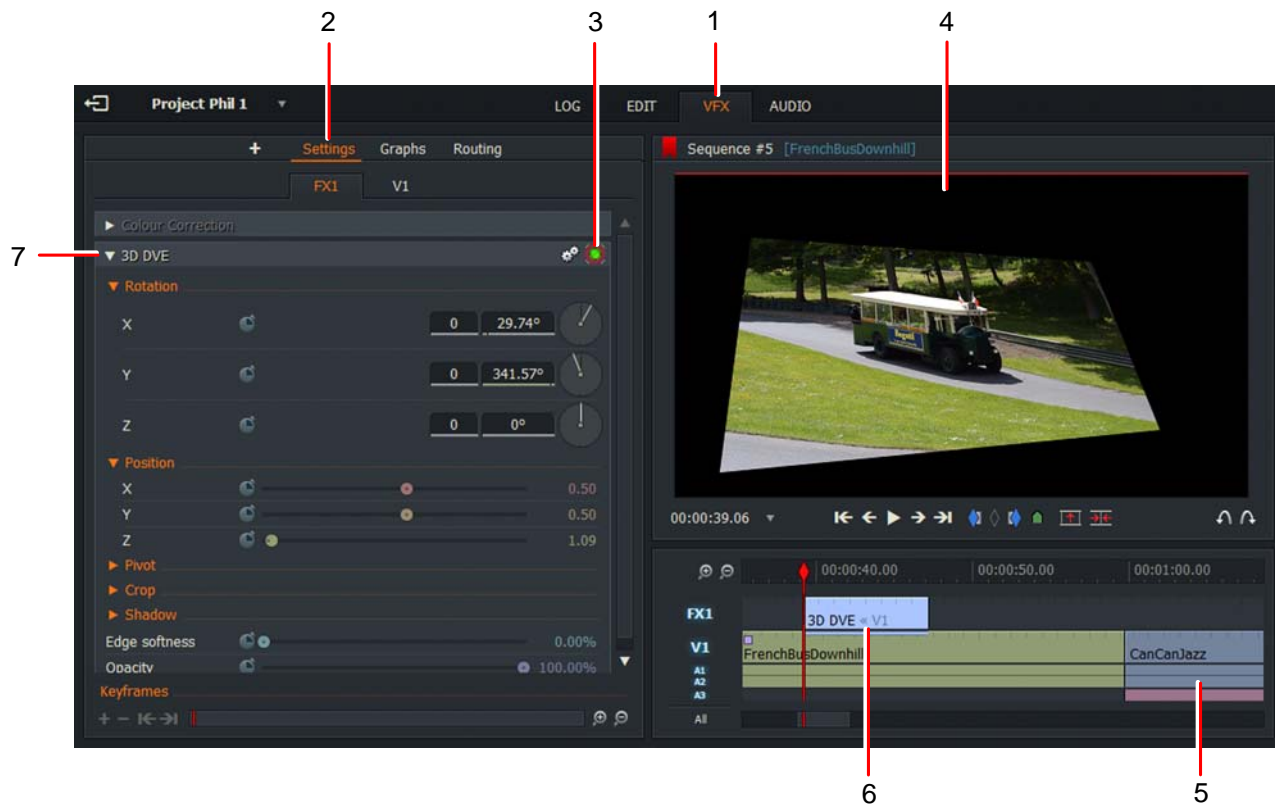 2 3 1 4
Project Phil 1 LOG EDIT VFX AUDIO
+ Settings Graphs Routing
FX1 V1
Colour Correction
7
3D DVE
Rotation
X 0 29.74°
Y 0 341.57°
Z 0 0°
Position
X 0.50
Y 0.50
Z 1.09
Pivot
Crop
Shadow
Edge softness 0.00%
Opacity 100.00%
Keyframes
Sequence #5 [FrenchBusDownhill]
00:00:39.06
00:00:40.00 00:00:50.00 00:01:00.00
FX1 3D DVE « V1
V1 FrenchBusDownhill CanCanJazz
A1
A2
A3
All
6 5